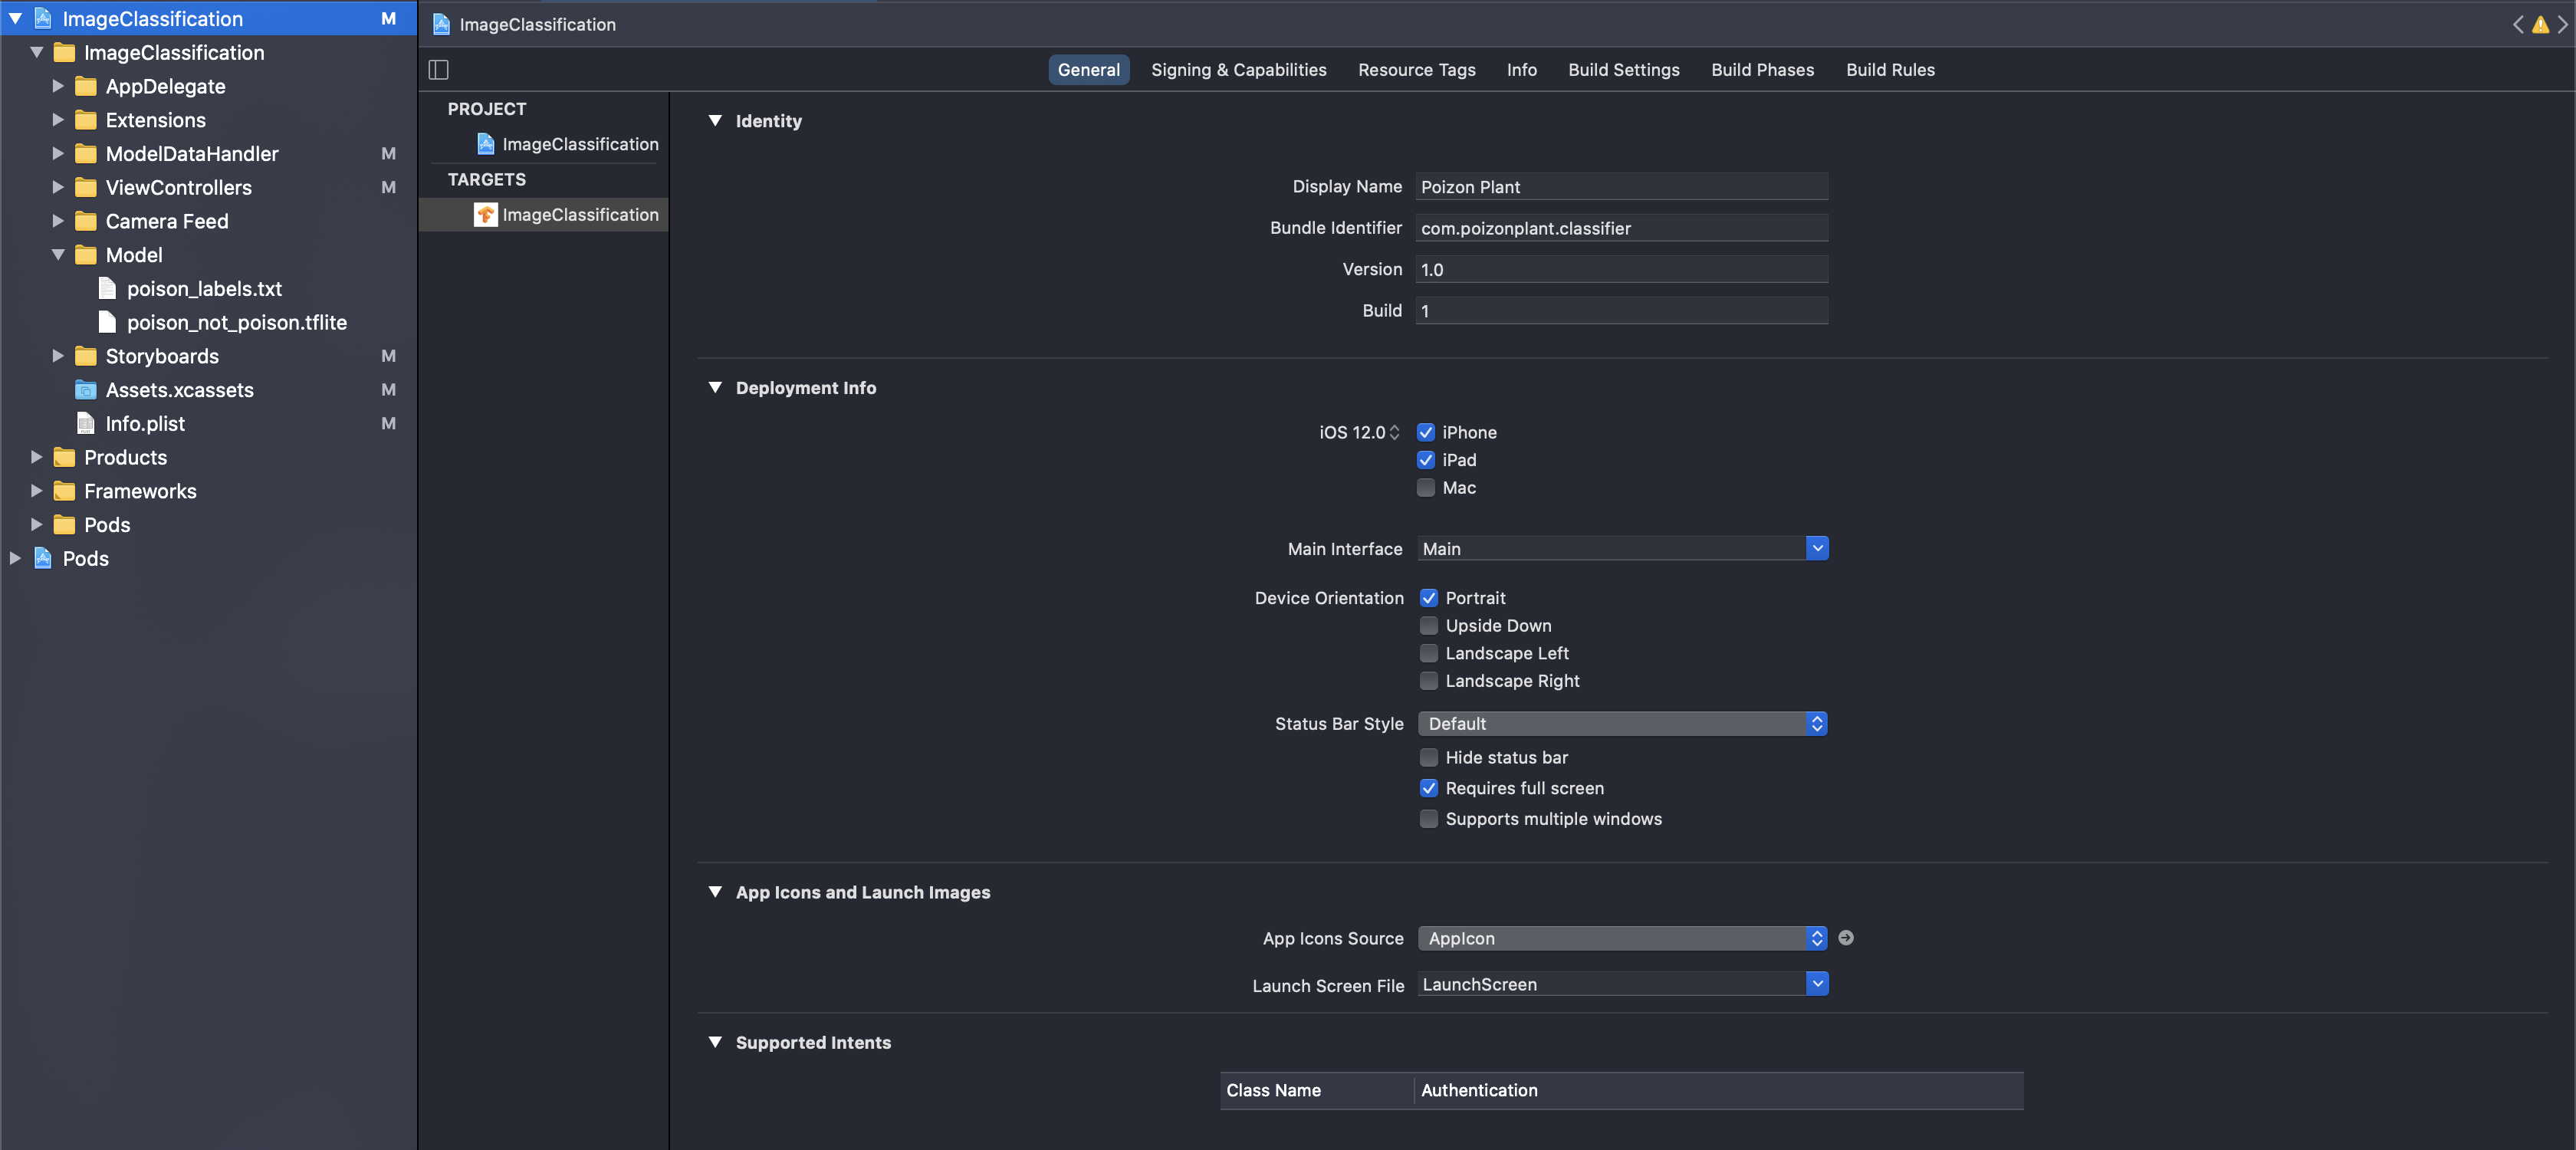 ImageClassification M
ImageClassification
AppDelegate
Extensions
ModelDataHandler M
ViewControllers M
Camera Feed
Model
poison_labels.txt
poison_not_poison.tflite
Storyboards M
Assets.xcassets M
Info.plist M
Products
Frameworks
Pods
Pods
ImageClassification
General Signing & Capabilities Resource Tags Info Build Settings Build Phases Build Rules
PROJECT
ImageClassification
TARGETS
ImageClassification
Identity
Display Name Poizon Plant
Bundle Identifier com.poizonplant.classifier
Version 1.0
Build 1
Deployment Info
iOS 12.0 iPhone
iPad
Mac
Main Interface Main
Device Orientation Portrait
Upside Down
Landscape Left
Landscape Right
Status Bar Style Default
Hide status bar
Requires full screen
Supports multiple windows
App Icons and Launch Images
App Icons Source AppIcon
Launch Screen File LaunchScreen
Supported Intents
Class Name Authentication